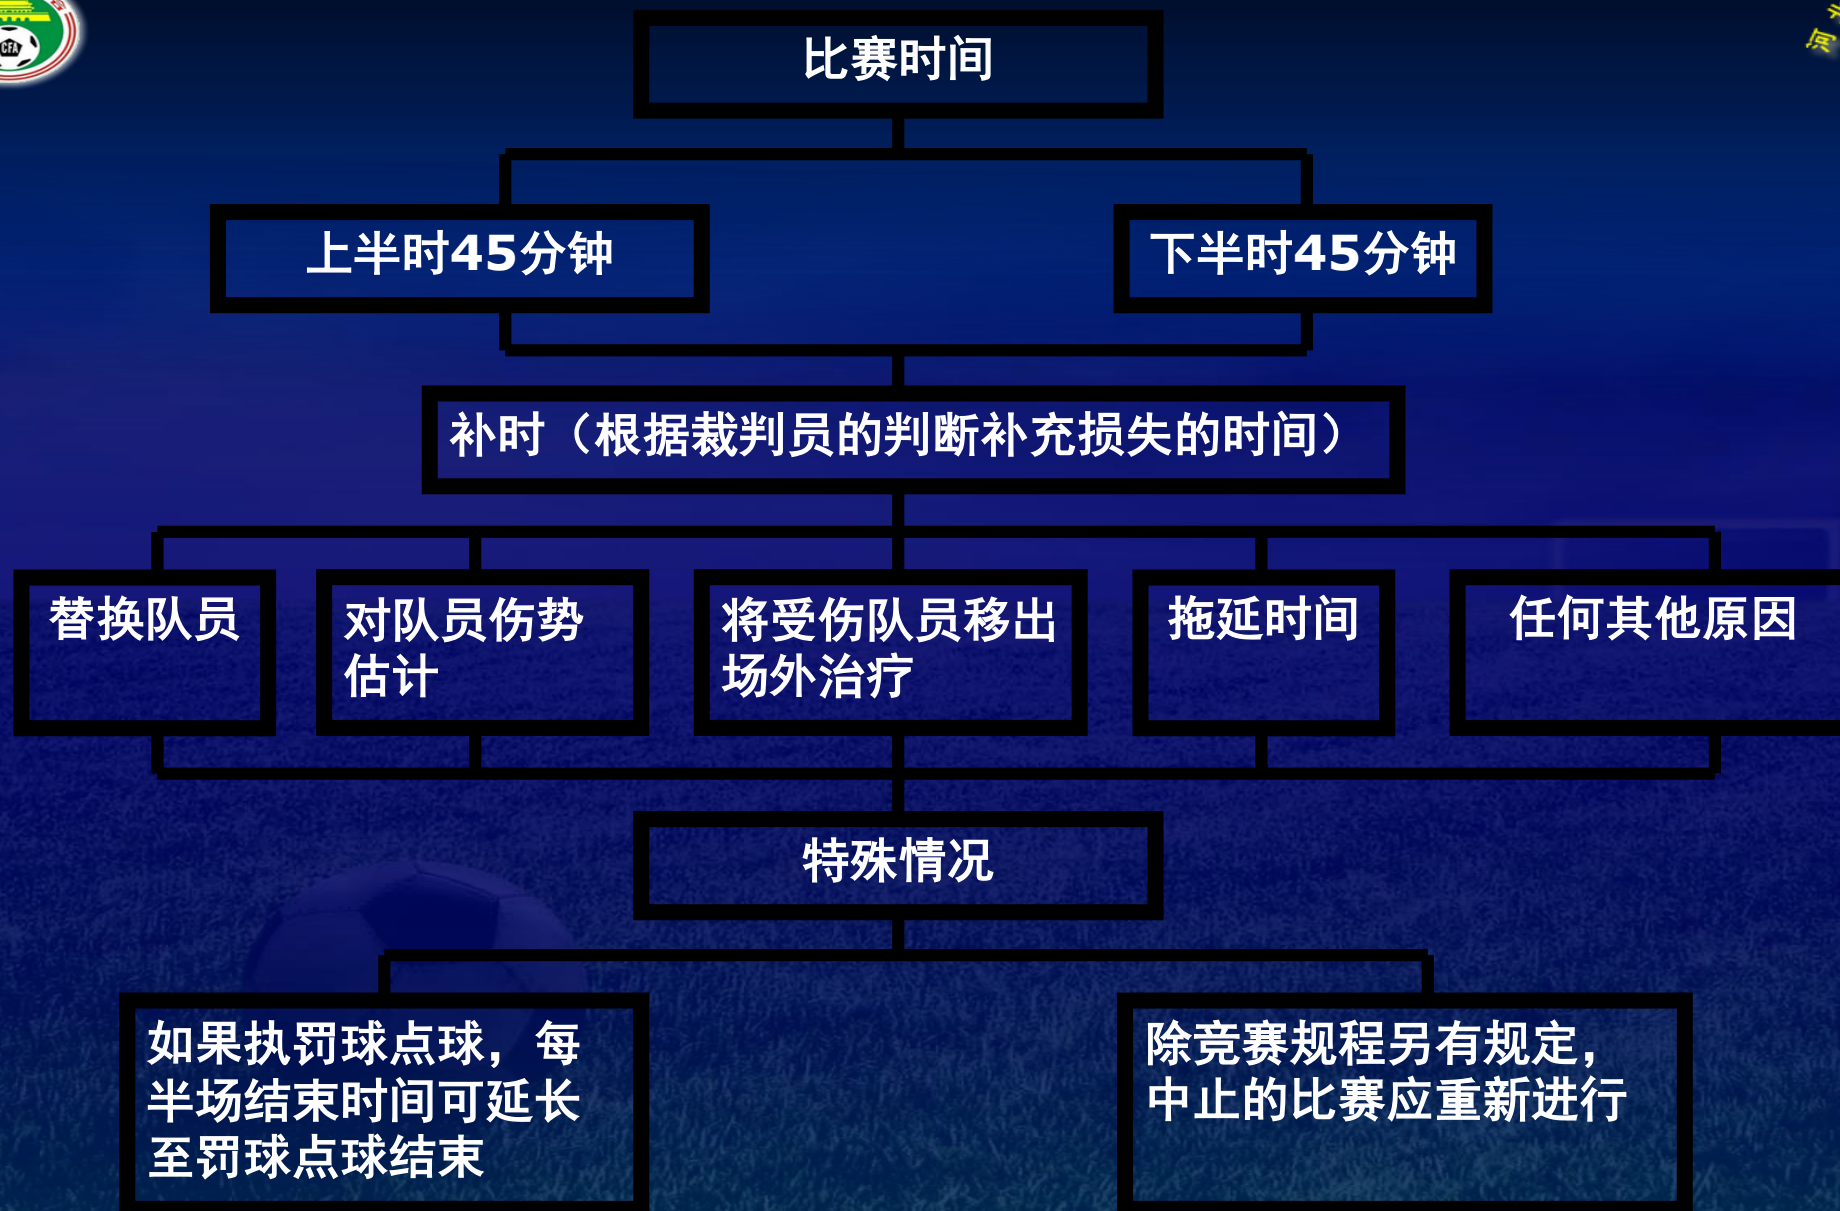 CFA
比赛时间
上半时45分钟
下半时45分钟
补时（根据裁判员的判断补充损失的时间）
替换队员
对队员伤势
估计
将受伤队员移出
场外治疗
拖延时间
任何其他原因
特殊情况
如果执罚球点球，每
半场结束时间可延长
至罚球点球结束
除竞赛规程另有规定，
中止的比赛应重新进行